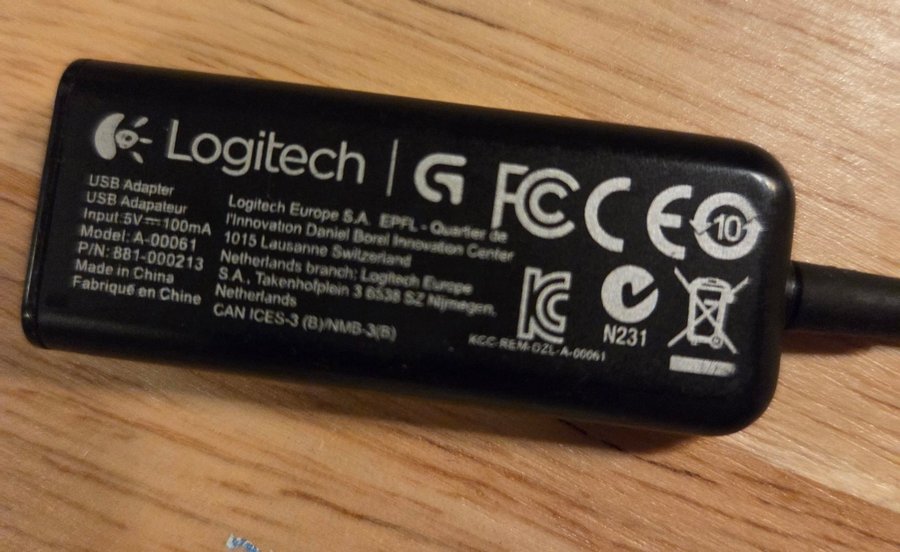 Logitech
G
FC CE 10
USB Adapter
USB Adapateur
Input:5V⎓100mA
Model: A-00061
P/N: 881-000213
Made in China
Fabriqué en Chine
Logitech Europe S.A. EPFL - Quartier de
l'Innovation Daniel Borel Innovation Center
1015 Lausanne Switzerland
Netherlands branch: Logitech Europe
S.A., Takenhofplein 3 6538 SZ Nijmegen,
Netherlands
CAN ICES-3 (B)/NMB-3(B)
KCC-REM-DZL-A-00061
N231